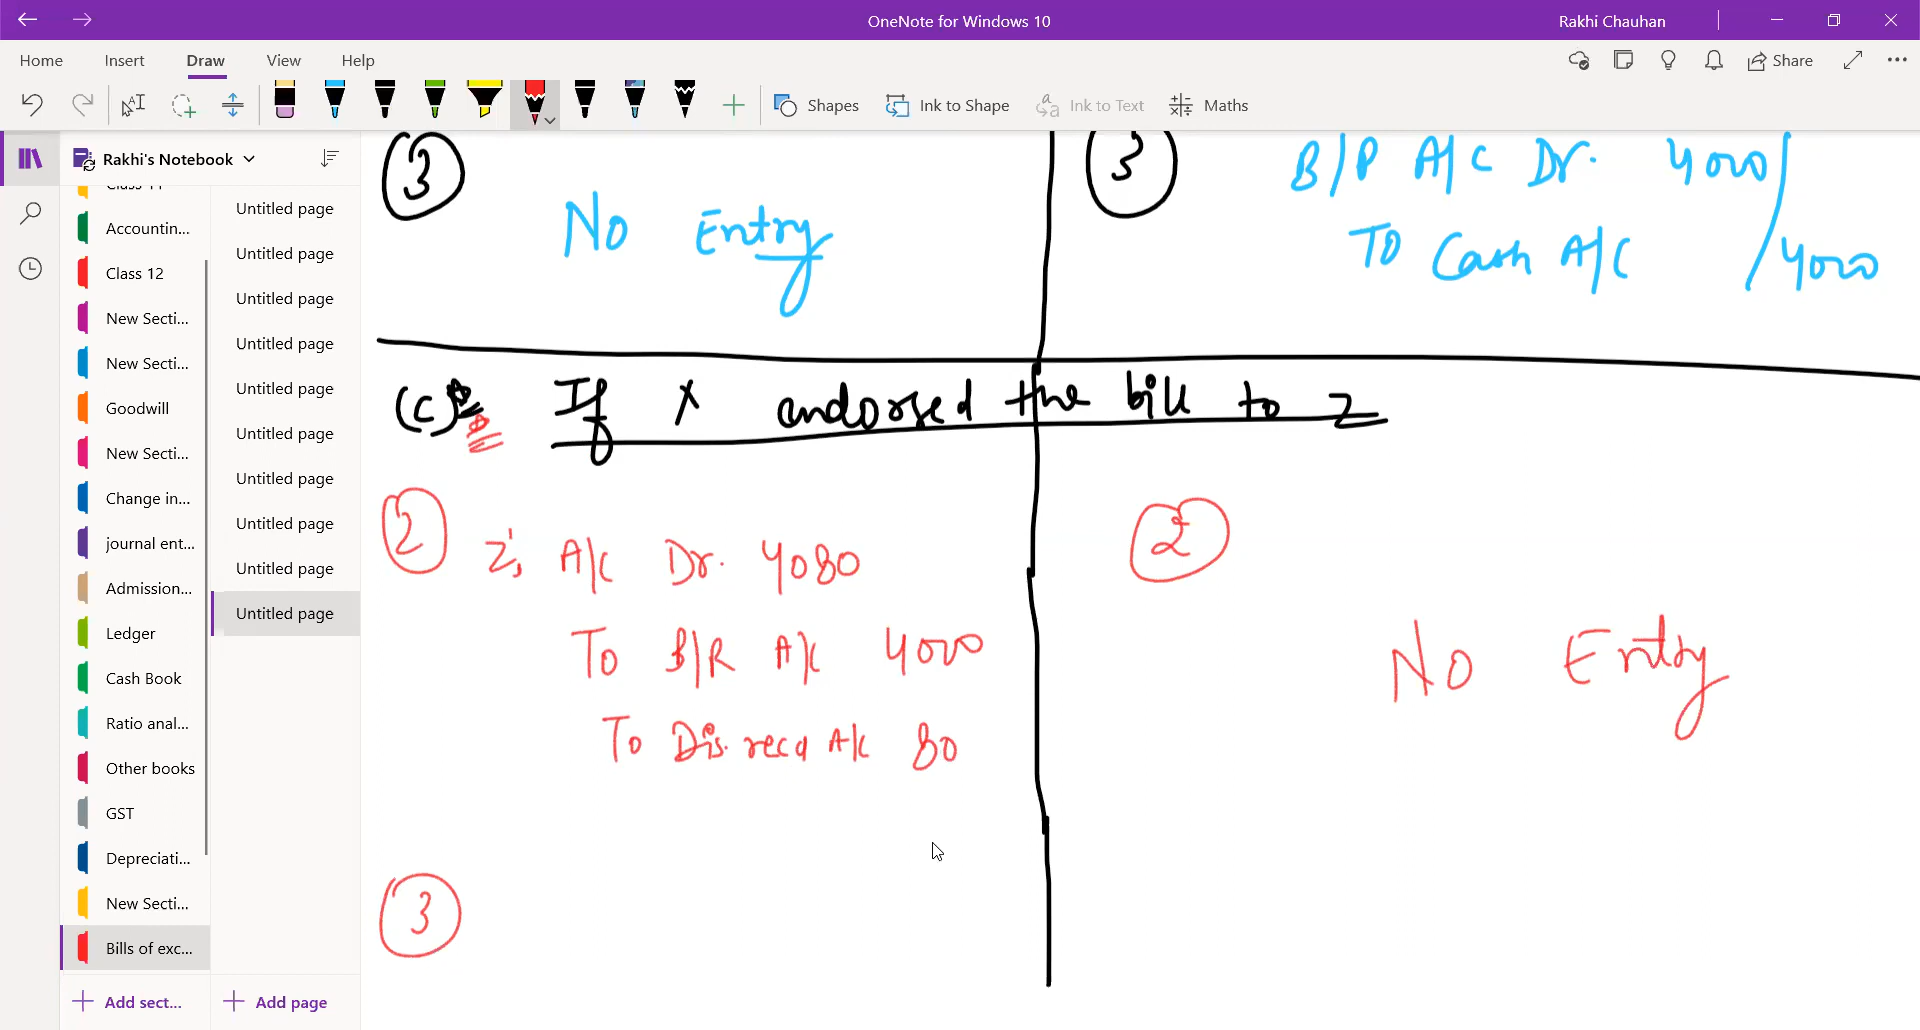 OneNote for Windows 10
Rakhi Chauhan
Home
Insert
Draw
View
Help
Share
Shapes
Ink to Shape
Ink to Text
Maths
Rakhi's Notebook
Accountin...
Class 12
New Secti...
New Secti...
Goodwill
New Secti...
Change in...
journal ent...
Admission...
Ledger
Cash Book
Ratio anal...
Other books
GST
Depreciati...
New Secti...
Bills of exc...
Add sect...
Untitled page
Untitled page
Untitled page
Untitled page
Untitled page
Untitled page
Untitled page
Untitled page
Untitled page
Untitled page
Add page
3
No Entry
3
B/P A/C Dr. 4000
To Cash A/C 4000
(C) If X endorsed the bill to Z
2
Z's A/c Dr. 4080
To B/R A/c 4000
To Dis. recd A/c 80
3
2
No Entry